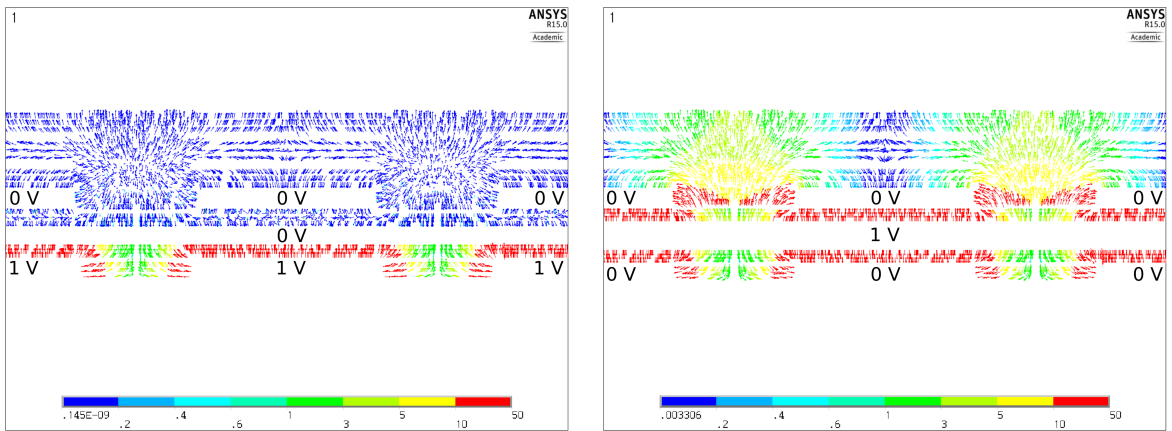 1
ANSYS
R15.0
Academic
0 V 0 V 0 V
0 V
1 V 1 V 1 V
.145E-09 .4 1 5 50
.2 .6 3 10
1
ANSYS
R15.0
Academic
0 V 0 V 0 V
1 V
0 V 0 V 0 V
.003306 .4 1 5 50
.2 .6 3 10